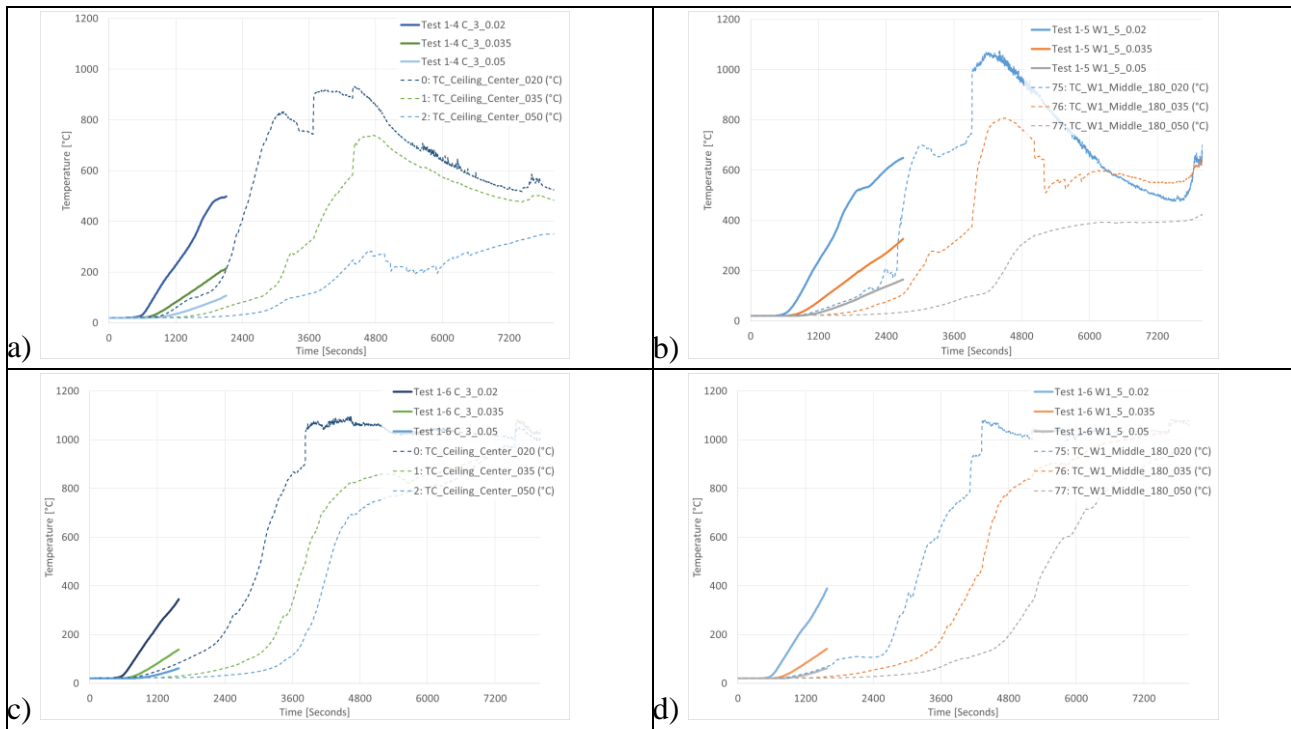 1200
1000
800
600
400
200
0
Temperature [°C]
Test 1-4 C_3_0.02
Test 1-4 C_3_0.035
Test 1-4 C_3_0.05
0: TC_Ceiling_Center_020 (°C)
1: TC_Ceiling_Center_035 (°C)
2: TC_Ceiling_Center_050 (°C)
0 1200 2400 3600 4800 6000 7200
Time [Seconds]
a)
1200
1000
800
600
400
200
0
Temperature [°C]
Test 1-5 W1_5_0.02
Test 1-5 W1_5_0.035
Test 1-5 W1_5_0.05
75: TC_W1_Middle_180_020 (°C)
76: TC_W1_Middle_180_035 (°C)
77: TC_W1_Middle_180_050 (°C)
0 1200 2400 3600 4800 6000 7200
Time [Seconds]
b)
1200
1000
800
600
400
200
0
Temperature [°C]
Test 1-6 C_3_0.02
Test 1-6 C_3_0.035
Test 1-6 C_3_0.05
0: TC_Ceiling_Center_020 (°C)
1: TC_Ceiling_Center_035 (°C)
2: TC_Ceiling_Center_050 (°C)
0 1200 2400 3600 4800 6000 7200
Time [Seconds]
c)
1200
1000
800
600
400
200
0
Temperature [°C]
Test 1-6 W1_5_0.02
Test 1-6 W1_5_0.035
Test 1-6 W1_5_0.05
75: TC_W1_Middle_180_020 (°C)
76: TC_W1_Middle_180_035 (°C)
77: TC_W1_Middle_180_050 (°C)
0 1200 2400 3600 4800 6000 7200
Time [Seconds]
d)